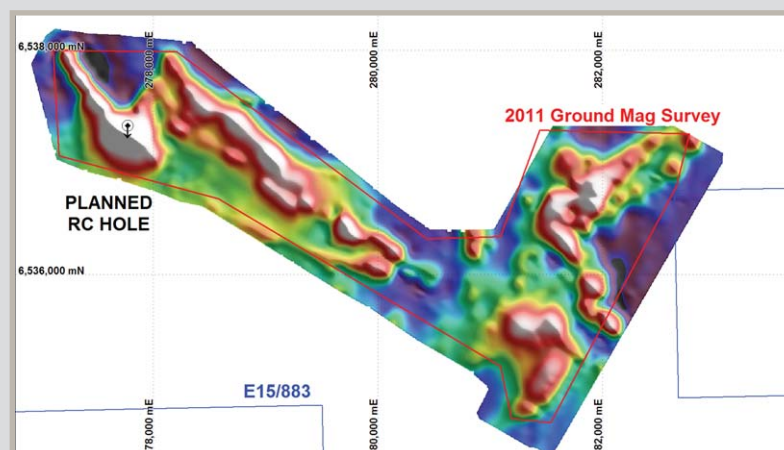 6,538,000 mN
278,000 mE
280,000 mE
282,000 mE
2011 Ground Mag Survey
PLANNED
RC HOLE
6,536,000 mN
E15/883
78,000 mE
80,000 mE
82,000 mE